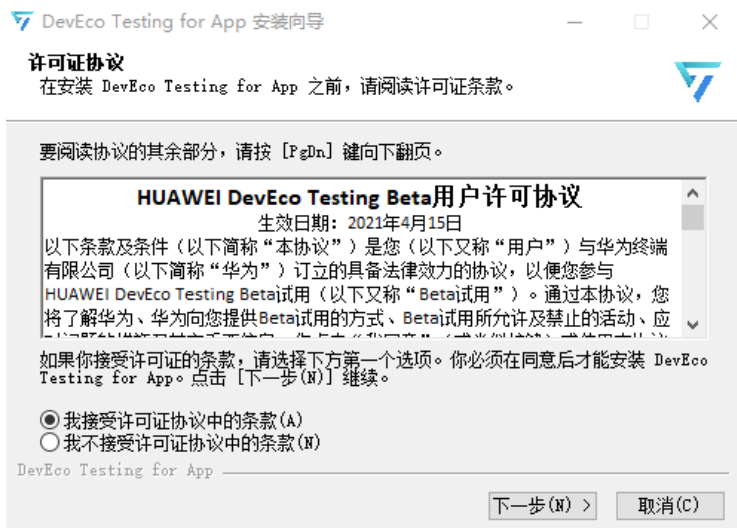 DevEco Testing for App 安装向导
许可证协议
在安装 DevEco Testing for App 之前，请阅读许可证条款。
要阅读协议的其余部分，请按 [PgDn] 键向下翻页。
HUAWEI DevEco Testing Beta用户许可协议
生效日期：2021年4月15日
以下条款及条件（以下简称“本协议”）是您（以下又称“用户”）与华为终端
有限公司（以下简称“华为”）订立的具备法律效力的协议，以便您参与
HUAWEI DevEco Testing Beta试用（以下又称“Beta试用”）。通过本协议，您
将了解华为、华为向您提供Beta试用的方式、Beta试用所允许及禁止的活动、应
如果你接受许可证的条款，请选择下方第一个选项。你必须在同意后才能安装 DevEco
Testing for App。点击 [下一步(N)] 继续。
我接受许可证协议中的条款(A)
我不接受许可证协议中的条款(N)
DevEco Testing for App
下一步(N) >
取消(C)